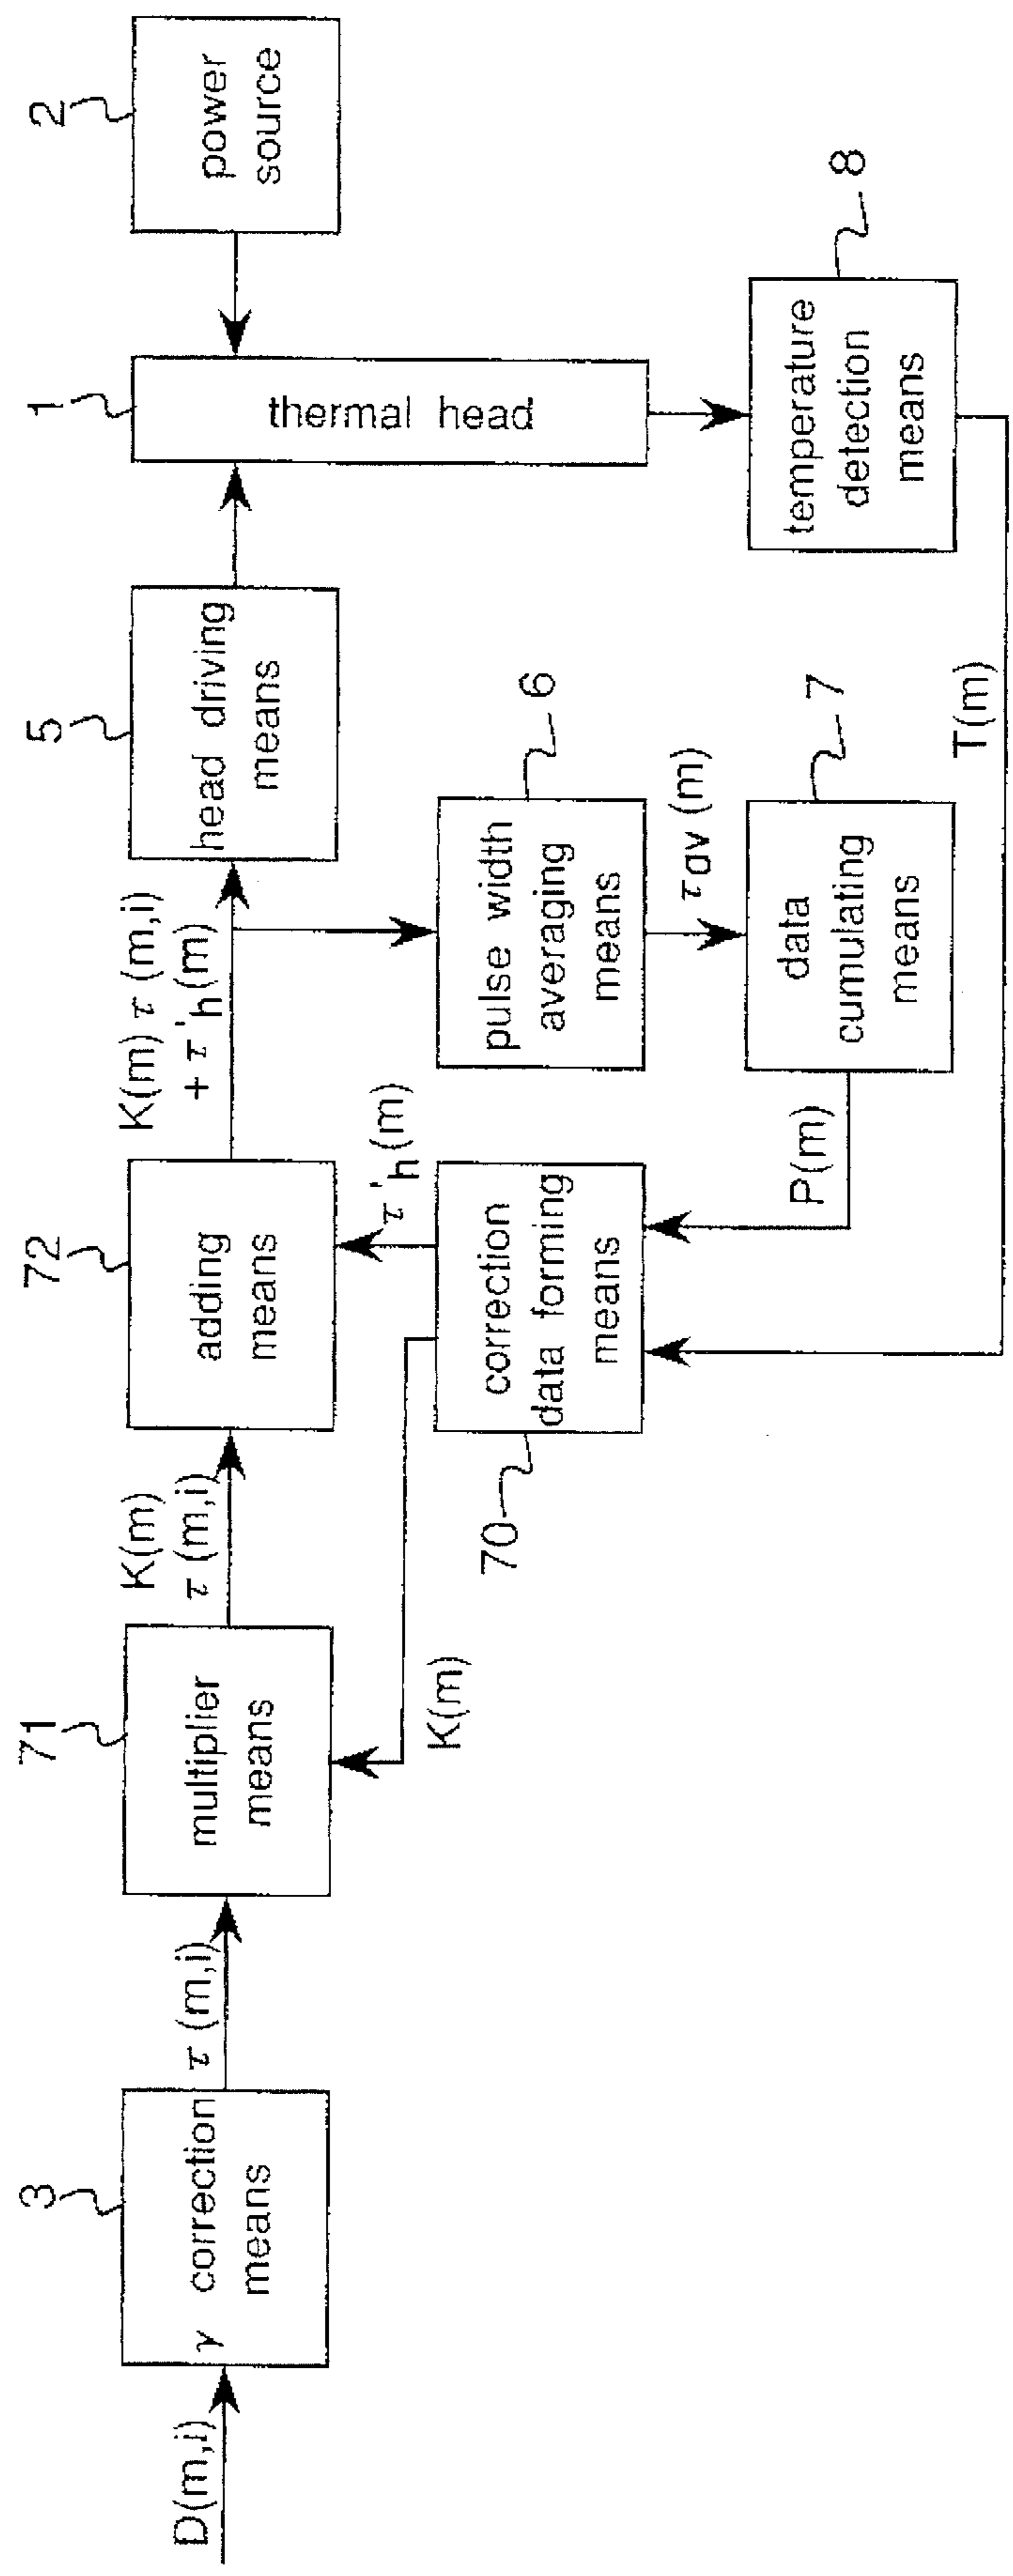 D(m,i)
3
γ correction
means
τ (m,i)
71
multiplier
means
K(m)
τ (m,i)
72
adding
means
K(m) τ (m,i)
+ τ'h(m)
5
head driving
means
1
thermal head
2
power
source
K(m)
70
correction
data forming
means
τ'h(m)
6
pulse width
averaging
means
τav (m)
7
data
cumulating
means
P(m)
8
temperature
detection
means
T(m)